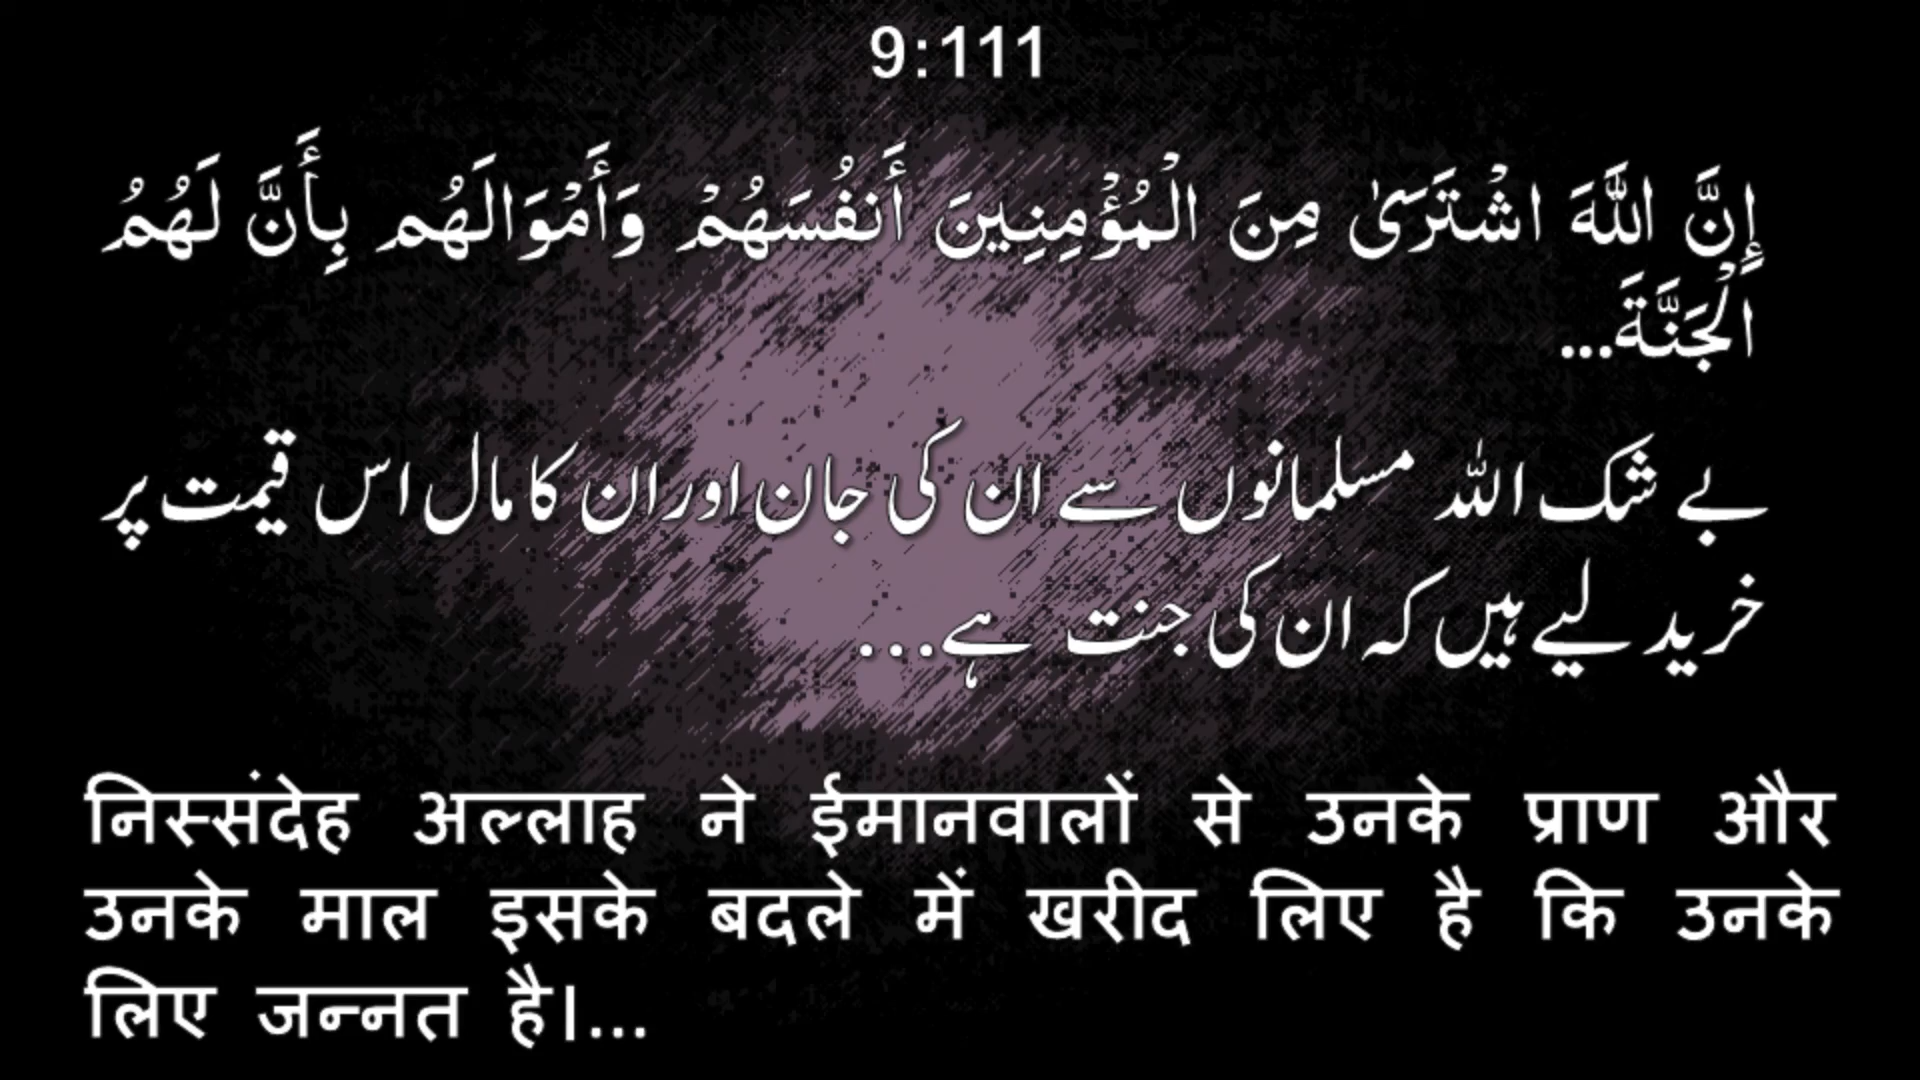 9:111
إِنَّ اللَّهَ اشْتَرَىٰ مِنَ الْمُؤْمِنِينَ أَنفُسَهُمْ وَأَمْوَالَهُم بِأَنَّ لَهُمُ
الْجَنَّةَ...
بے شک اللہ مسلمانوں سے ان کی جان اور ان کا مال اس قیمت پر
خرید لیے ہیں کہ ان کی جنت ہے...
निस्संदेह अल्लाह ने ईमानवालों से उनके प्राण और
उनके माल इसके बदले में खरीद लिए है कि उनके
लिए जन्नत है।...